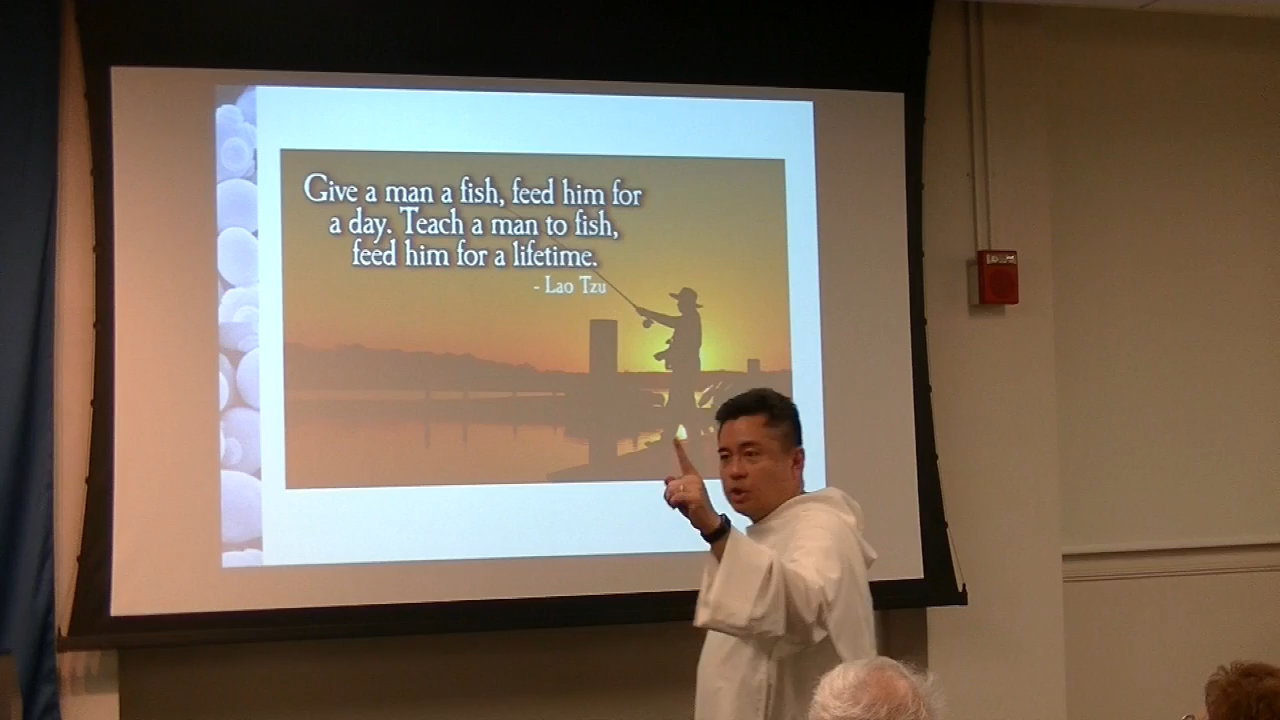 Give a man a fish, feed him for
a day. Teach a man to fish,
feed him for a lifetime.
- Lao Tzu